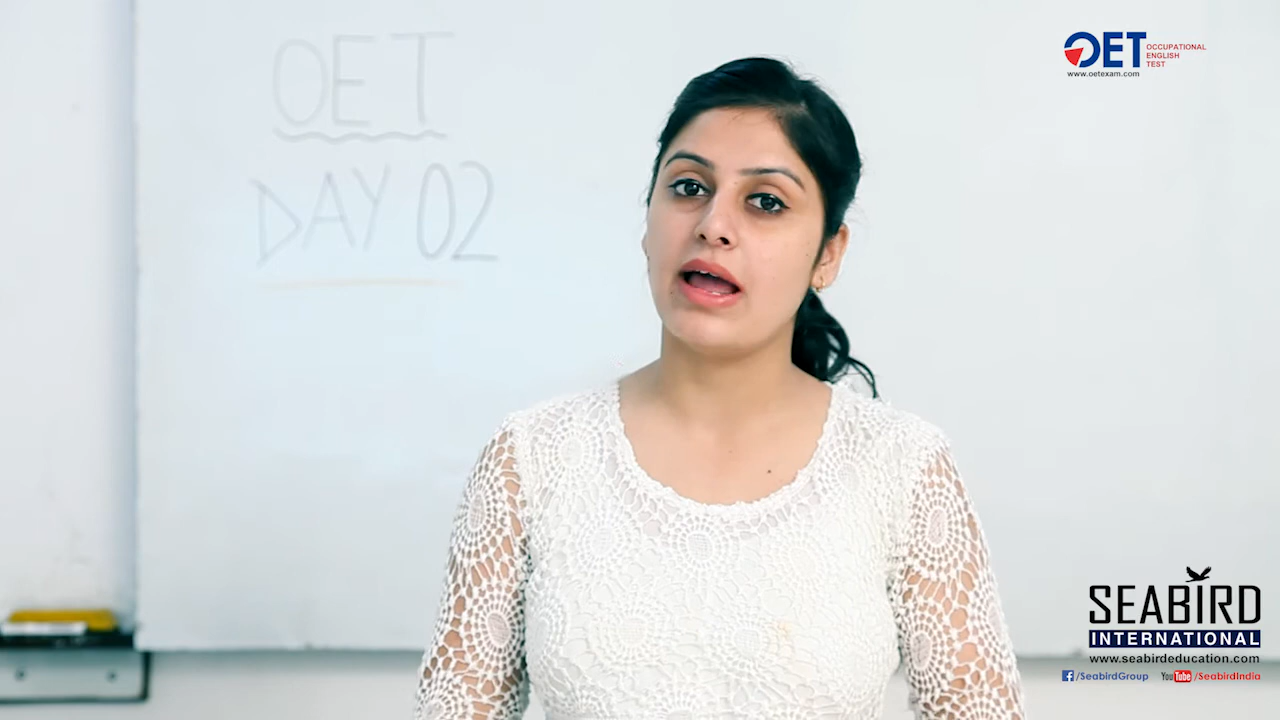 OET
DAY 02
OET
OCCUPATIONAL
ENGLISH
TEST
www.oetexam.com
SEABIRD
INTERNATIONAL
www.seabirdeducation.com
f/SeabirdGroup YouTube/SeabirdIndia